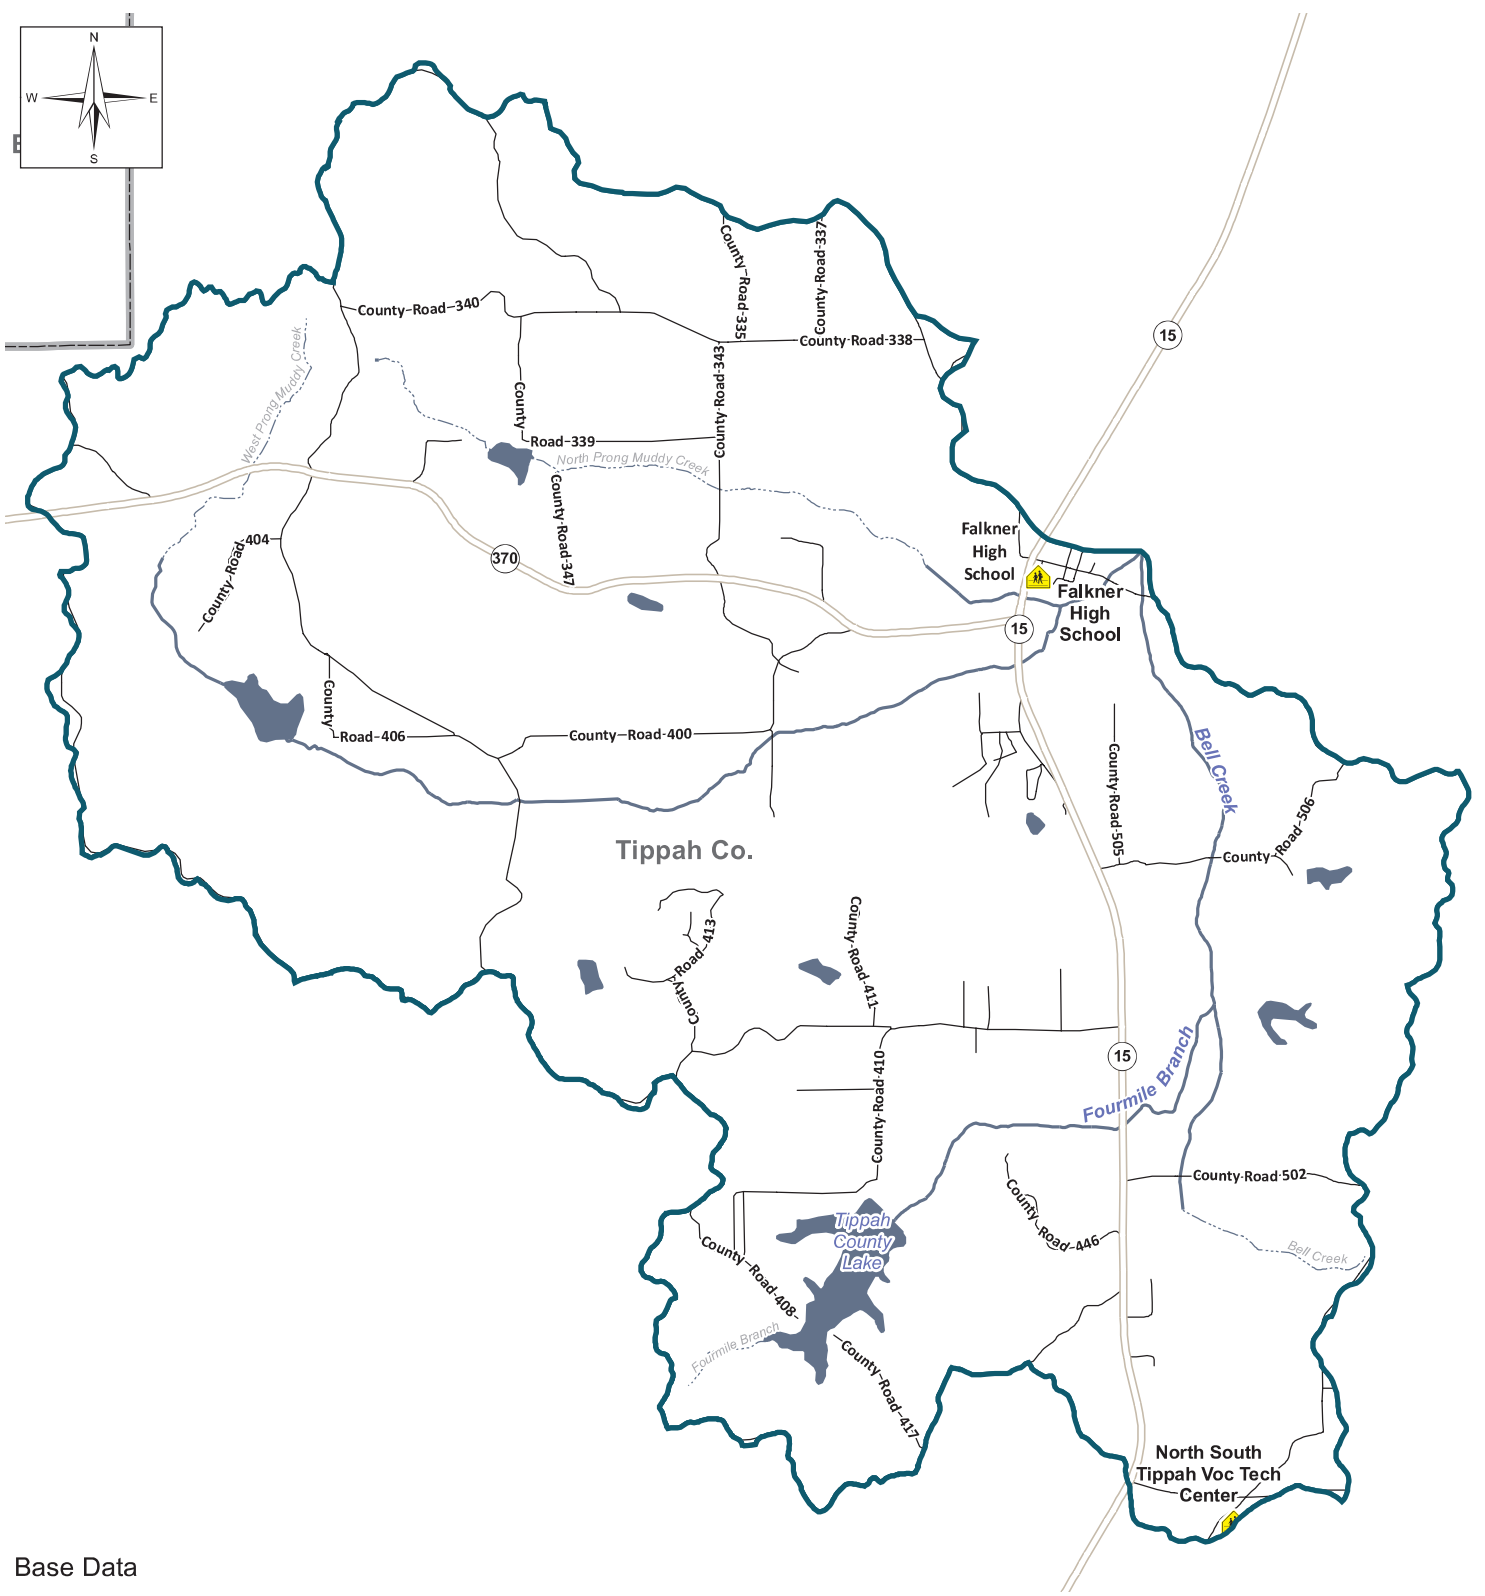 N
W E
S
County-Road-335
County-Road-337
County-Road-340
County-Road-338
15
West Prong Muddy Creek
County-Road-343
County
Road-339
North Prong Muddy Creek
County-Road-347
County-Road-404
370
Falkner
High
School
Falkner
High
School
15
County
Road-406
County-Road-400
Bell Creek
County-Road-505
County-Road-506
Tippah Co.
County-Road-413
County-Road-411
15
Fourmile Branch
County-Road-410
County-Road-502
County-Road-446
Tippah
County
Lake
County-Road-408
Bell Creek
Fourmile Branch
County-Road-417
North South
Tippah Voc Tech
Center
Base Data